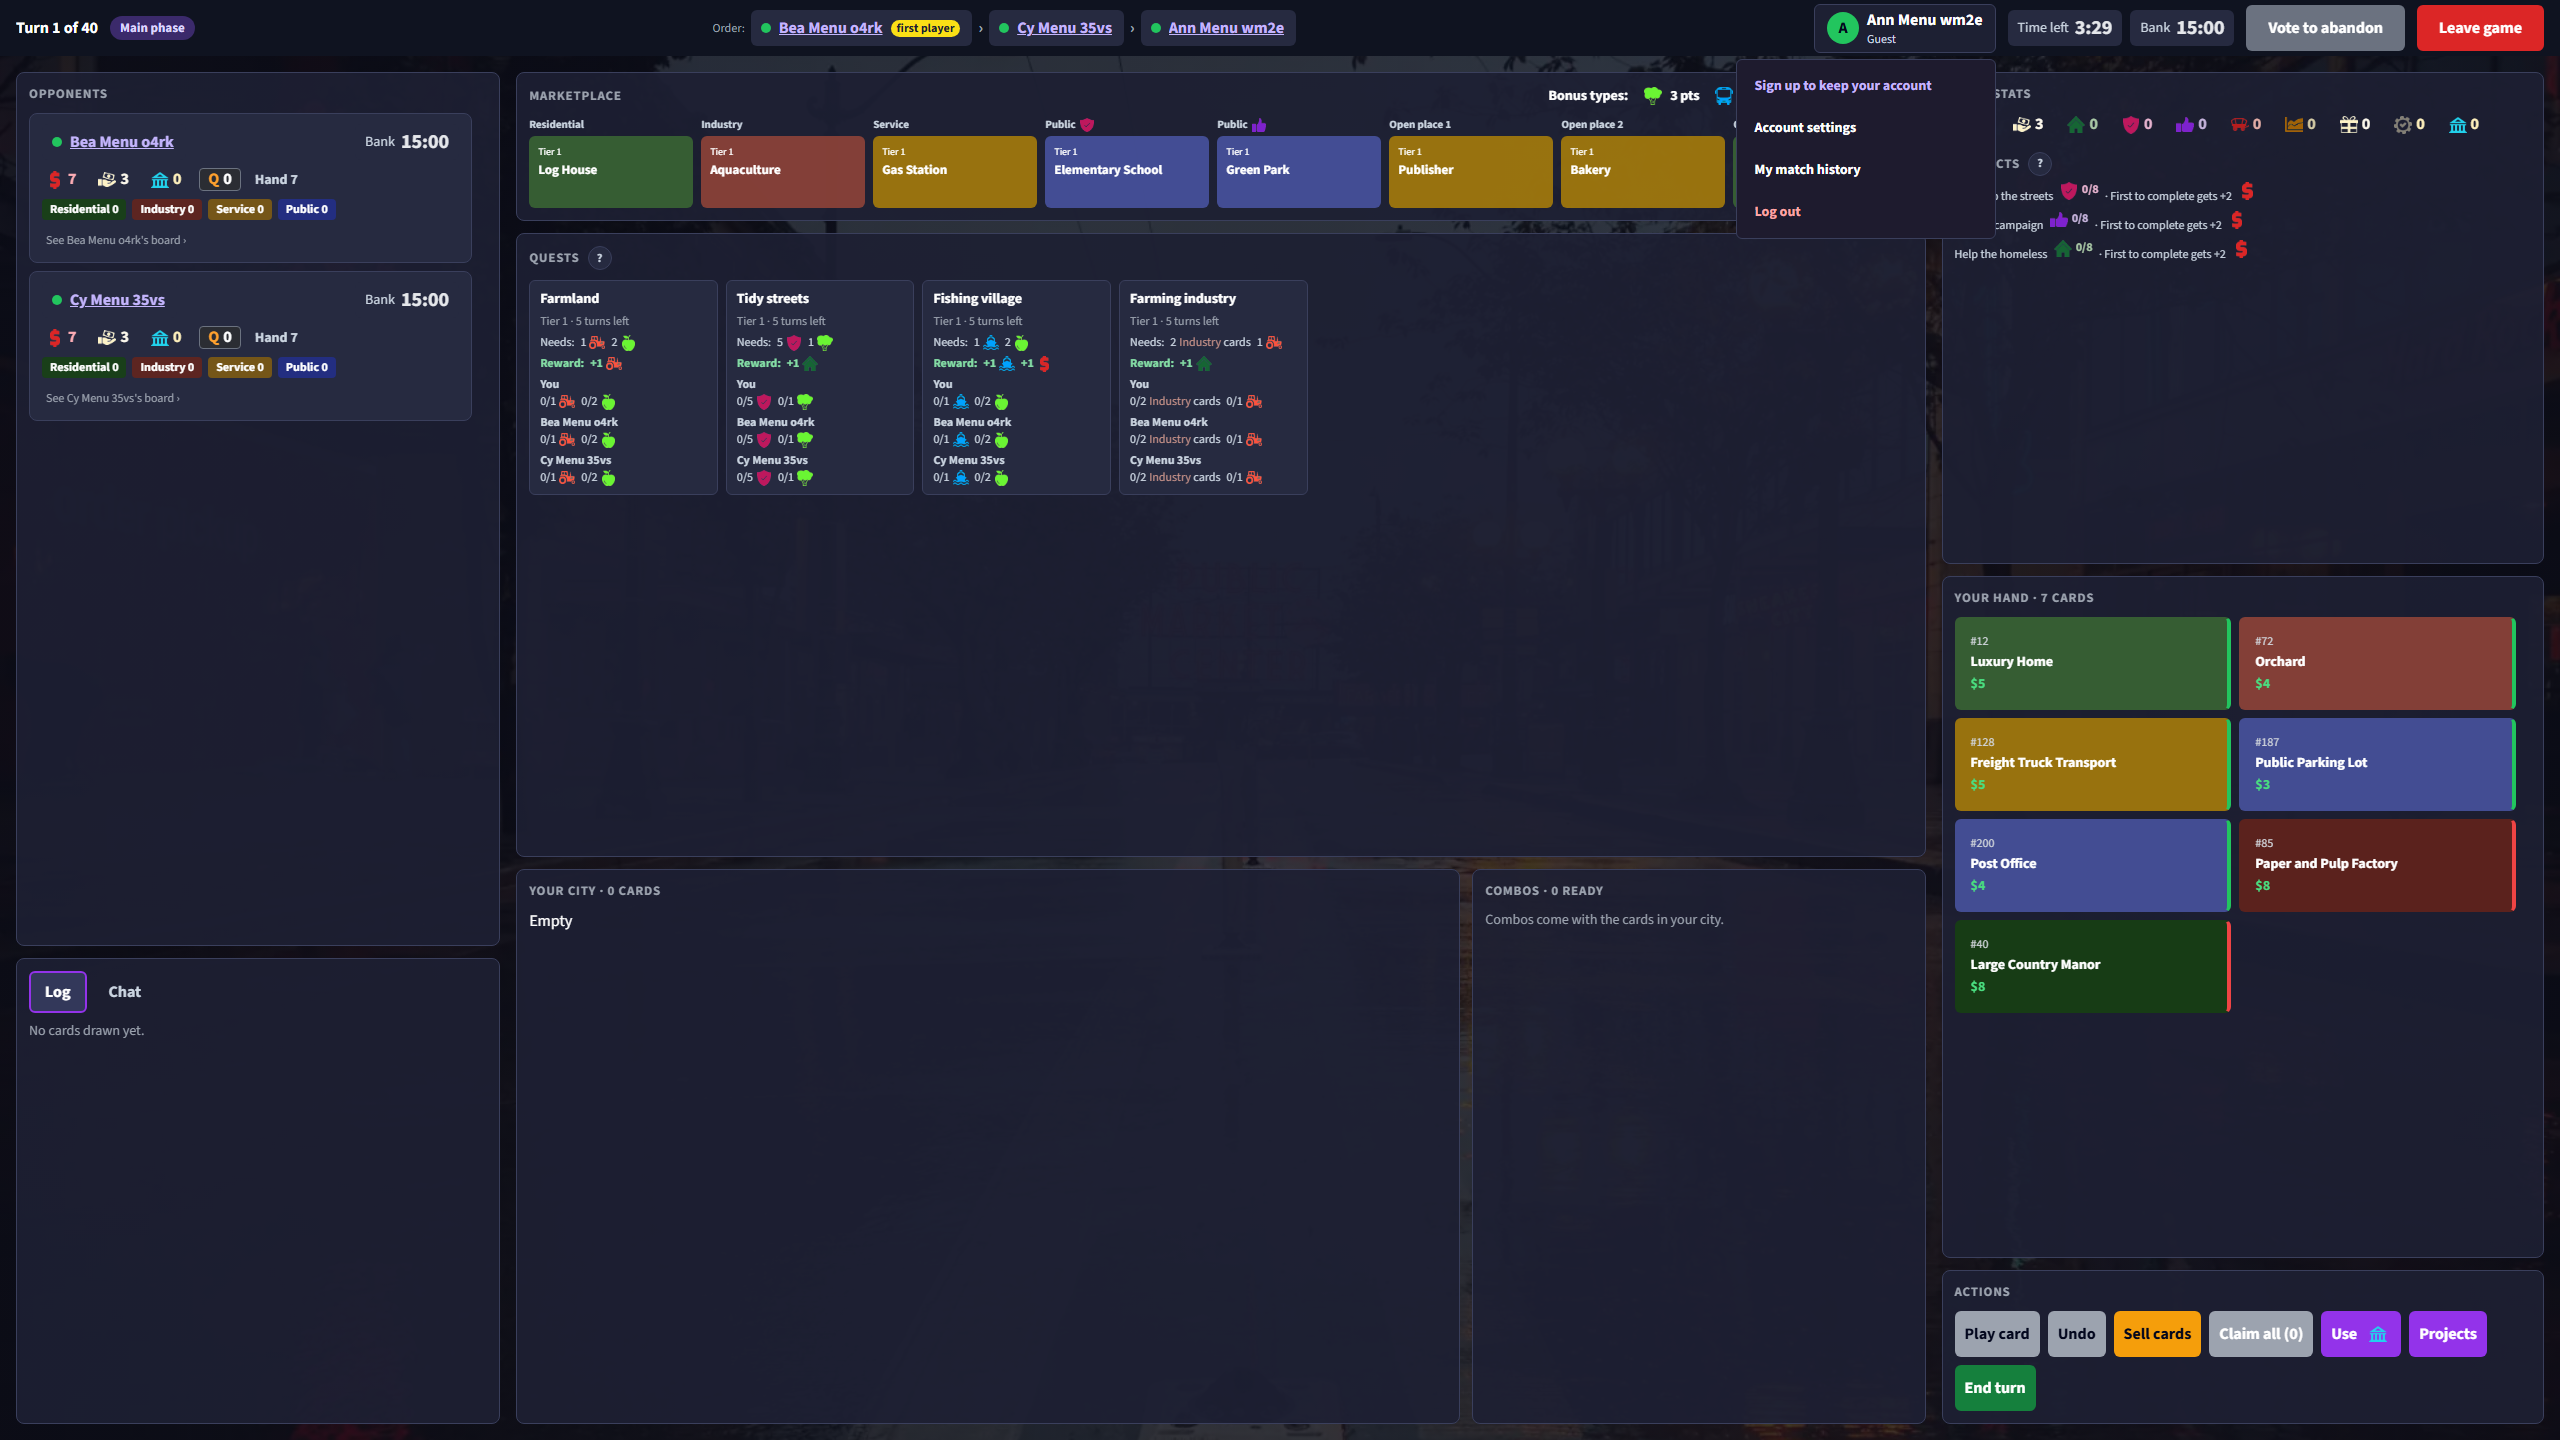 Turn 1 of 40 Main phase
Order: Bea Menu o4rk first player › Cy Menu 35vs › Ann Menu wm2e
A Ann Menu wm2e
Guest
Time left 3:29
Bank 15:00
Vote to abandon
Leave game
Sign up to keep your account
Account settings
My match history
Log out
OPPONENTS
Bea Menu o4rk Bank 15:00
7 3 0 Q 0 Hand 7
Residential 0 Industry 0 Service 0 Public 0
See Bea Menu o4rk's board ›
Cy Menu 35vs Bank 15:00
7 3 0 Q 0 Hand 7
Residential 0 Industry 0 Service 0 Public 0
See Cy Menu 35vs's board ›
Log Chat
No cards drawn yet.
MARKETPLACE
Bonus types: 3 pts
Residential
Tier 1
Log House
Industry
Tier 1
Aquaculture
Service
Tier 1
Gas Station
Public
Tier 1
Elementary School
Public
Tier 1
Green Park
Open place 1
Tier 1
Publisher
Open place 2
Tier 1
Bakery
QUESTS ?
Farmland
Tier 1 · 5 turns left
Needs: 1 2
Reward: +1
You
0/1 0/2
Bea Menu o4rk
0/1 0/2
Cy Menu 35vs
0/1 0/2
Tidy streets
Tier 1 · 5 turns left
Needs: 5 1
Reward: +1
You
0/5 0/1
Bea Menu o4rk
0/5 0/1
Cy Menu 35vs
0/5 0/1
Fishing village
Tier 1 · 5 turns left
Needs: 1 2
Reward: +1 +1 $
You
0/1 0/2
Bea Menu o4rk
0/1 0/2
Cy Menu 35vs
0/1 0/2
Farming industry
Tier 1 · 5 turns left
Needs: 2 Industry cards 1
Reward: +1
You
0/2 Industry cards 0/1
Bea Menu o4rk
0/2 Industry cards 0/1
Cy Menu 35vs
0/2 Industry cards 0/1
YOUR CITY · 0 CARDS
Empty
COMBOS · 0 READY
Combos come with the cards in your city.
STATS
3 0 0 0 0 0 0 0 0
CTS ?
the streets 0/8 · First to complete gets +2 $
campaign 0/8 · First to complete gets +2 $
Help the homeless 0/8 · First to complete gets +2 $
YOUR HAND · 7 CARDS
#12
Luxury Home
$5
#72
Orchard
$4
#128
Freight Truck Transport
$5
#187
Public Parking Lot
$3
#200
Post Office
$4
#85
Paper and Pulp Factory
$8
#40
Large Country Manor
$8
ACTIONS
Play card
Undo
Sell cards
Claim all (0)
Use
Projects
End turn